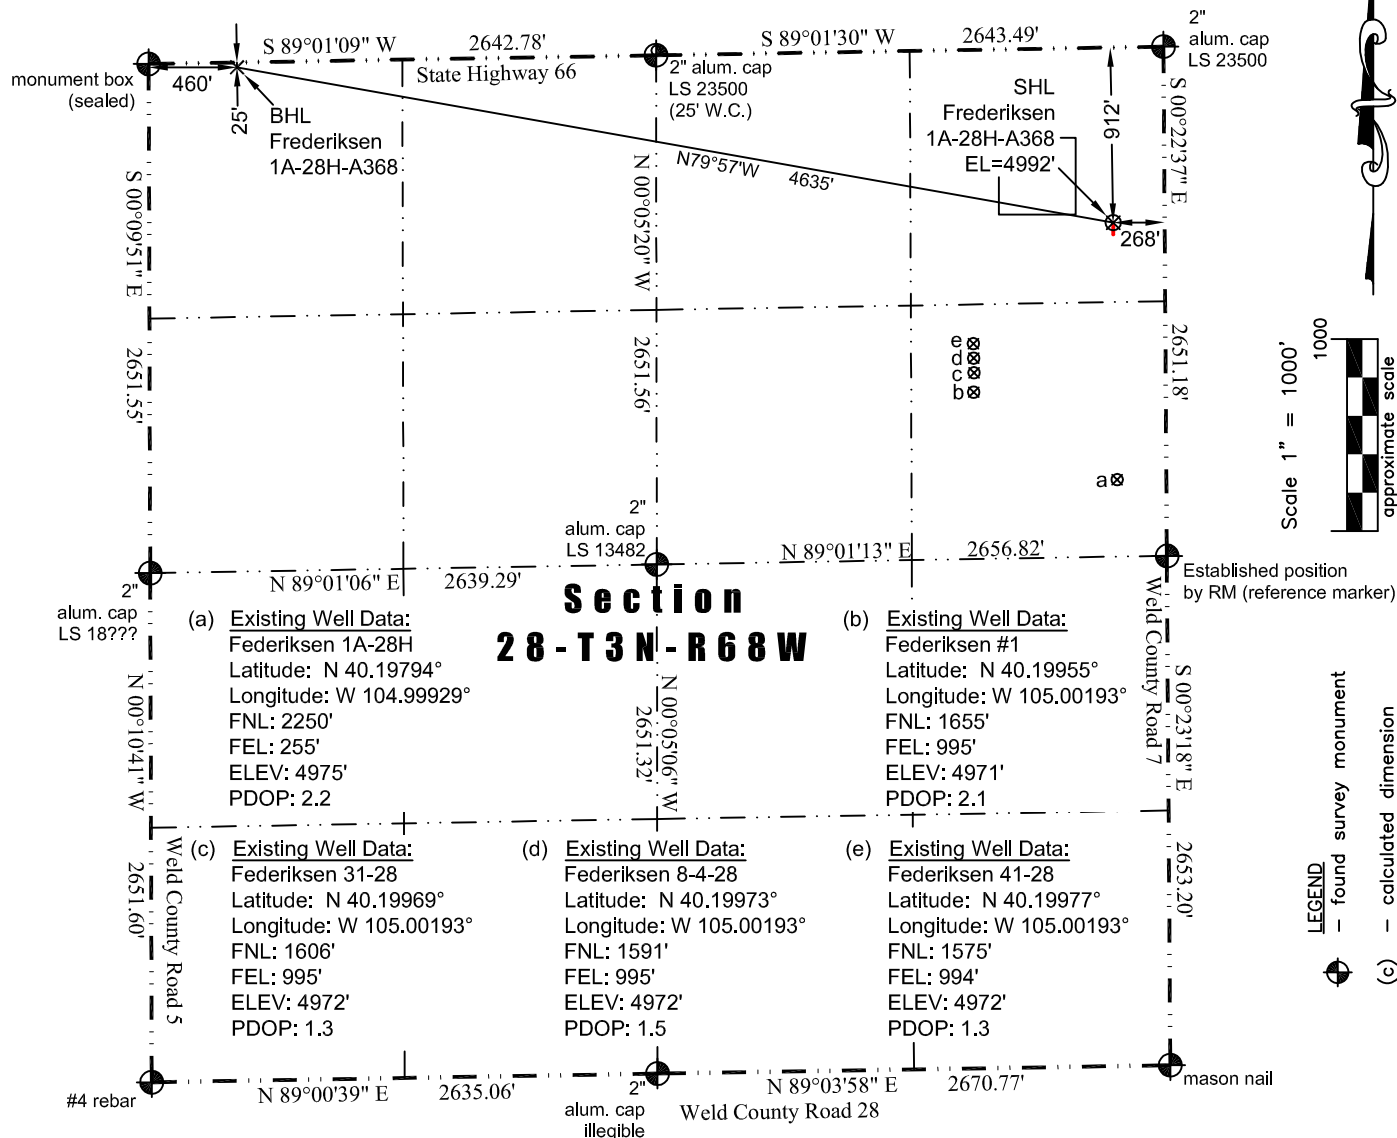 S 89°01'09" W 2642.78' S 89°01'30" W 2643.49'
2"
alum. cap
LS 23500
monument box
(sealed)
460'
25'
State Highway 66
2" alum. cap
LS 23500
(25' W.C.)
BHL
Frederiksen
1A-28H-A368
SHL
Frederiksen
1A-28H-A368
EL=4992'
912'
268'
N79°57'W 4635'
S 00°09'51" E
2651.55'
N 00°05'20" W
2651.56'
S 00°22'37" E
2651.18'
e
d
c
b
a
Scale 1" = 1000'
1000
approximate scale
2"
alum. cap
LS 13482
N 89°01'06" E 2639.29'
N 89°01'13" E 2656.82'
2"
alum. cap
LS 18???
Established position
by RM (reference marker)
Section
28-T3N-R68W
(a) Existing Well Data:
Federiksen 1A-28H
Latitude: N 40.19794°
Longitude: W 104.99929°
FNL: 2250'
FEL: 255'
ELEV: 4975'
PDOP: 2.2
(b) Existing Well Data:
Federiksen #1
Latitude: N 40.19955°
Longitude: W 105.00193°
FNL: 1655'
FEL: 995'
ELEV: 4971'
PDOP: 2.1
N 00°10'41" W
2651.60'
Weld County Road 5
N 00°05'06" W
2651.32'
Weld County Road 7
S 00°23'18" E
2653.20'
(c) Existing Well Data:
Federiksen 31-28
Latitude: N 40.19969°
Longitude: W 105.00193°
FNL: 1606'
FEL: 995'
ELEV: 4972'
PDOP: 1.3
(d) Existing Well Data:
Federiksen 8-4-28
Latitude: N 40.19973°
Longitude: W 105.00193°
FNL: 1591'
FEL: 995'
ELEV: 4972'
PDOP: 1.5
(e) Existing Well Data:
Federiksen 41-28
Latitude: N 40.19977°
Longitude: W 105.00193°
FNL: 1575'
FEL: 994'
ELEV: 4972'
PDOP: 1.3
LEGEND
– found survey monument
(c) – calculated dimension
#4 rebar
N 89°00'39" E 2635.06'
2"
alum. cap
illegible
N 89°03'58" E 2670.77'
Weld County Road 28
mason nail